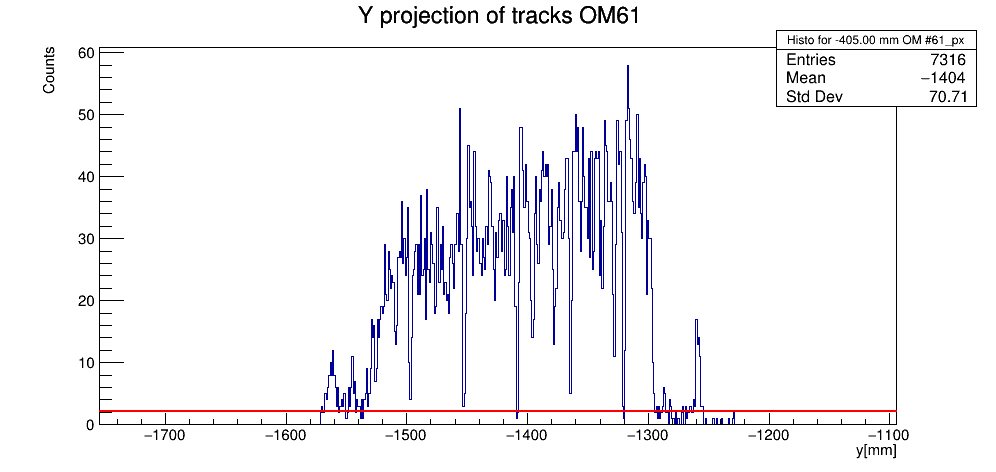 Y projection of tracks OM61
Histo for -405.00 mm OM #61_px
Entries 7316
Mean −1404
Std Dev 70.71
Counts
60
50
40
30
20
10
0
−1700 −1600 −1500 −1400 −1300 −1200 −1100
y[mm]